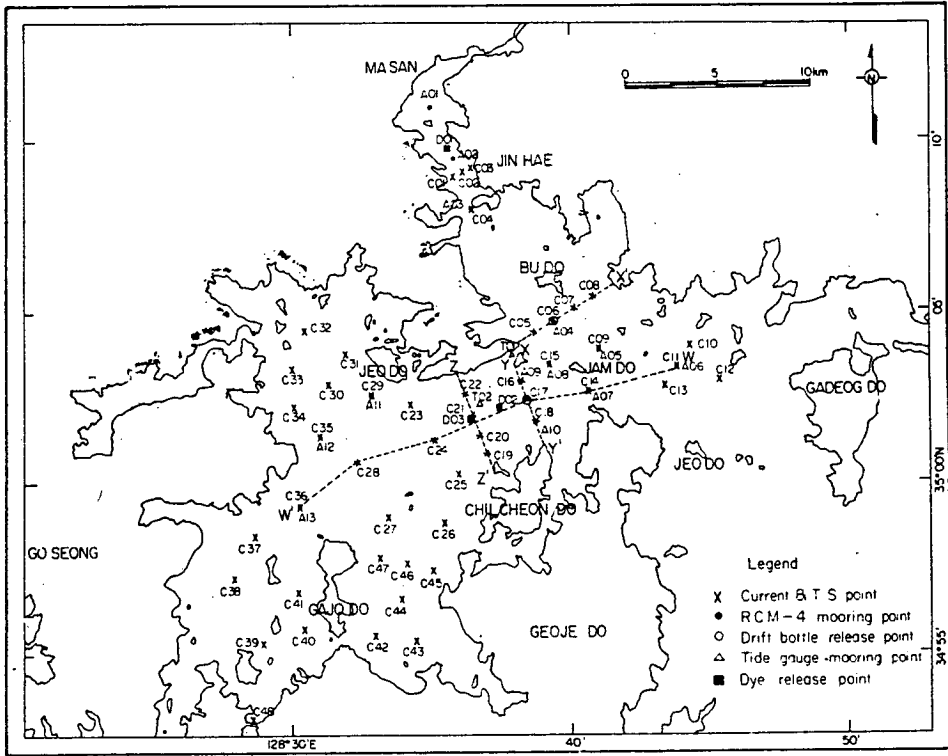 MA SAN
0 5 10km
N
A01
10'
D01
A02
JIN HAE
C03
C01 C02
A03
C04
BU DO
X'
C08
C07
05'
C06
C05
A04
C32
C09
C10
X
C31
Y
C15
A05
C11 W
JEO DO
Z
A09
A08
JAM DO
A06
C12
C33
C29
C16
C30
C22
T02
C17
C14
C13
GADEOG DO
A11
C23
C21
D02
A07
C34
D03
C18
C35
A10
A12
C20
C24
Y'
C19
JEO DO
C28
Z'
C25
35°00'N
C36
W'
A13
CHILCHEON DO
C27
C26
GO SEONG
C37
Legend
C47
C46
C45
C38
X Current & T S point
C41
GAJO DO
C44
● RCM-4 mooring point
○ Drift bottle release point
C39
C40
GEOJE DO
C42
C43
34°55'
△ Tide gauge mooring point
■ Dye release point
C48
128°30'E
40'
50'